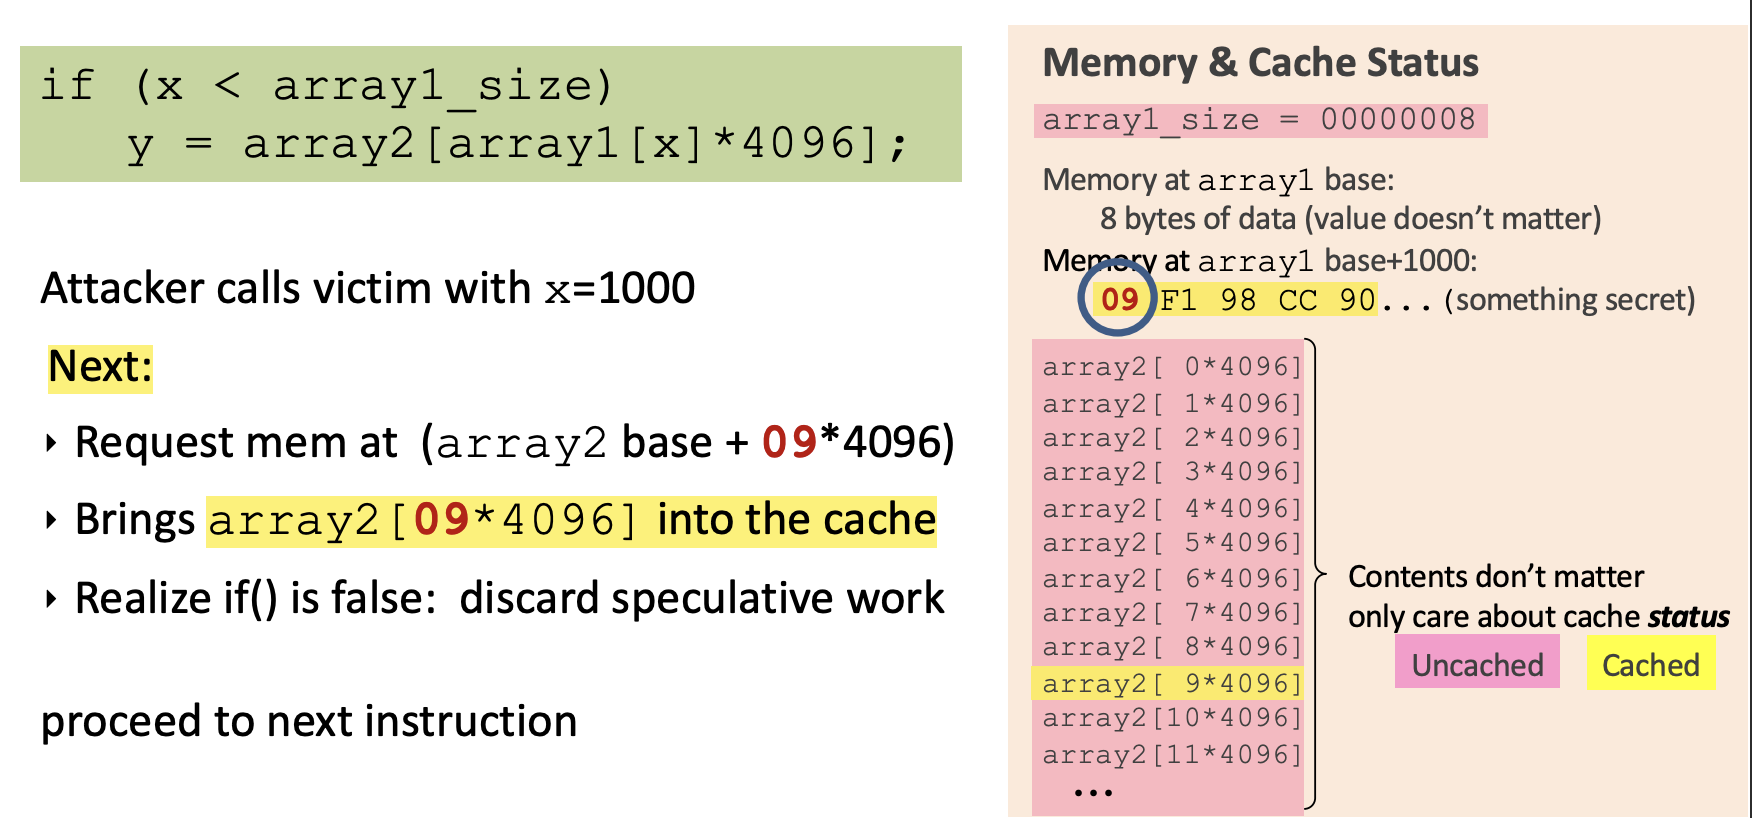 if (x < array1_size)
y = array2[array1[x]*4096];
Attacker calls victim with x=1000
Next:
‣ Request mem at (array2 base + 09*4096)
‣ Brings array2[09*4096] into the cache
‣ Realize if() is false: discard speculative work
proceed to next instruction
Memory & Cache Status
array1_size = 00000008
Memory at array1 base:
8 bytes of data (value doesn't matter)
Memory at array1 base+1000:
09 F1 98 CC 90... (something secret)
array2[ 0*4096]
array2[ 1*4096]
array2[ 2*4096]
array2[ 3*4096]
array2[ 4*4096]
array2[ 5*4096]
array2[ 6*4096]
array2[ 7*4096]
array2[ 8*4096]
array2[ 9*4096]
array2[10*4096]
array2[11*4096]
...
Contents don't matter
only care about cache status
Uncached Cached